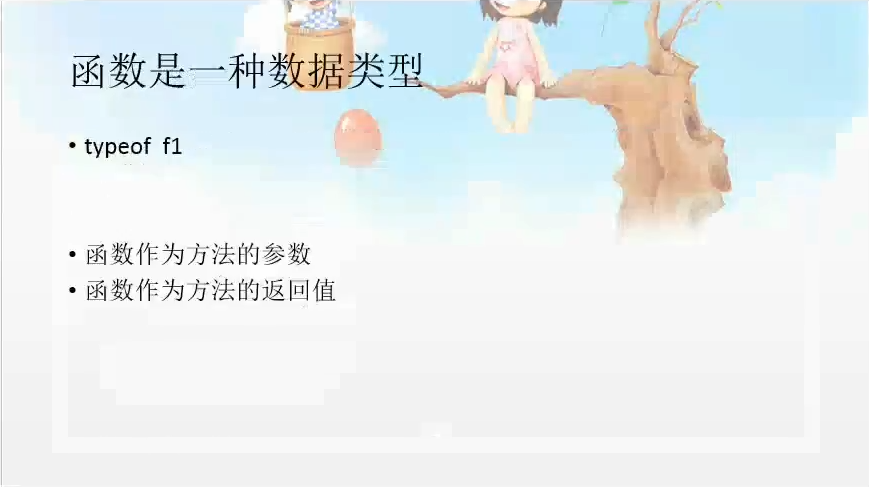 函数是一种数据类型
• typeof f1
• 函数作为方法的参数
• 函数作为方法的返回值